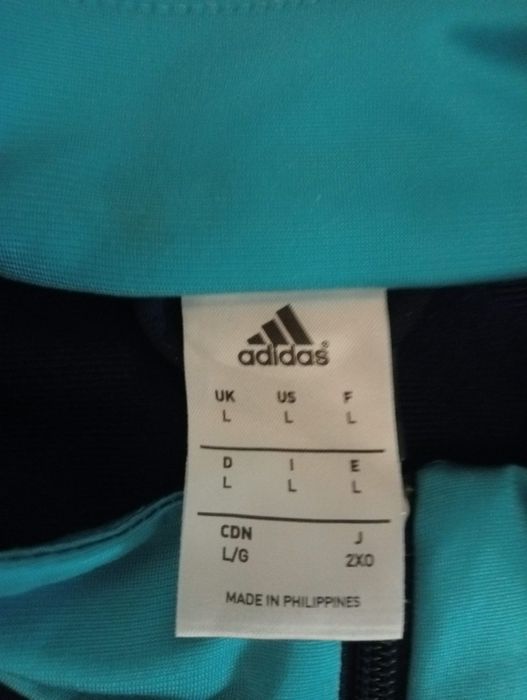 adidas®
UK US F
L L L
D I E
L L L
CDN J
L/G 2XO
MADE IN PHILIPPINES